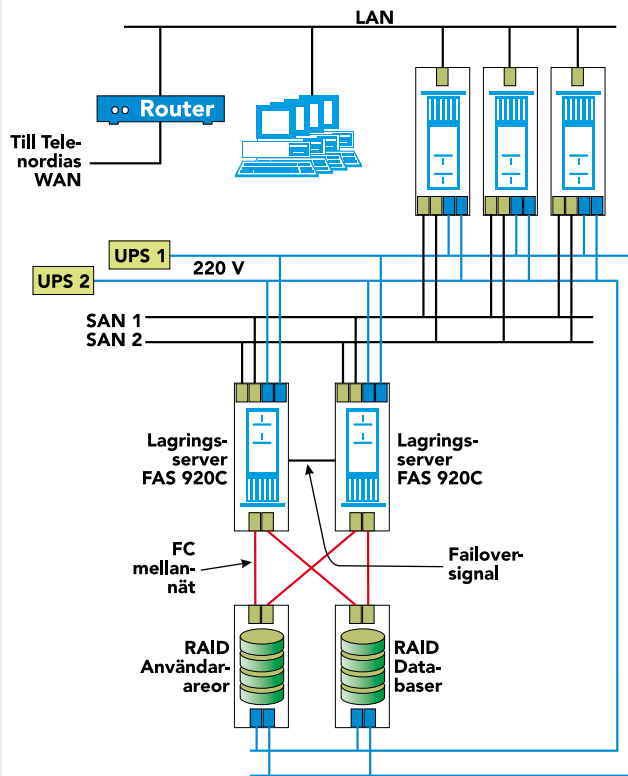 LAN
Router
Till Tele-
nordias
WAN
UPS 1
UPS 2
220 V
SAN 1
SAN 2
Lagrings-
server
FAS 920C
Lagrings-
server
FAS 920C
FC
mellan-
nät
Failover-
signal
RAID
Användar-
areor
RAID
Data-
baser